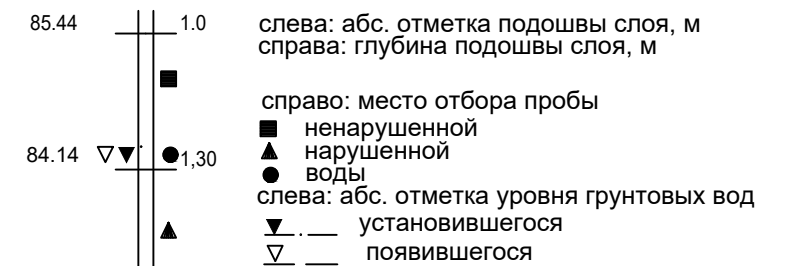 85.44 1.0 слева: абс. отметка подошвы слоя, м
справа: глубина подошвы слоя, м
справо: место отбора пробы
ненарушенной
нарушенной
84.14 1,30 воды
слева: абс. отметка уровня грунтовых вод
установившегося
появившегося